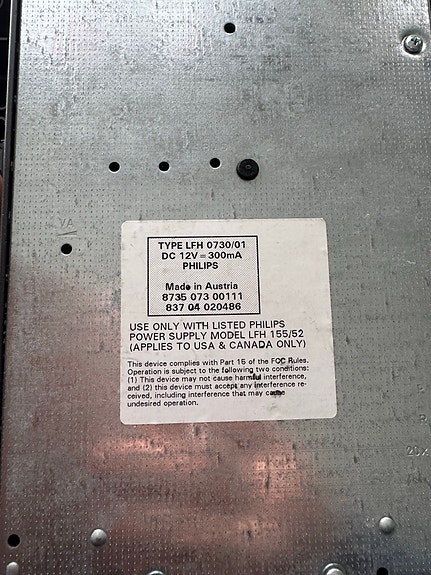 TYPE LFH 0730/01
DC 12V = 300mA
PHILIPS
Made in Austria
8735 073 00111
837 04 020486
USE ONLY WITH LISTED PHILIPS
POWER SUPPLY MODEL LFH 155/52
(APPLIES TO USA & CANADA ONLY)
This device complies with Part 15 of the FCC Rules.
Operation is subject to the following two conditions:
(1) This device may not cause harmful interference,
and (2) this device must accept any interference re-
ceived, including interference that may cause
undesired operation.